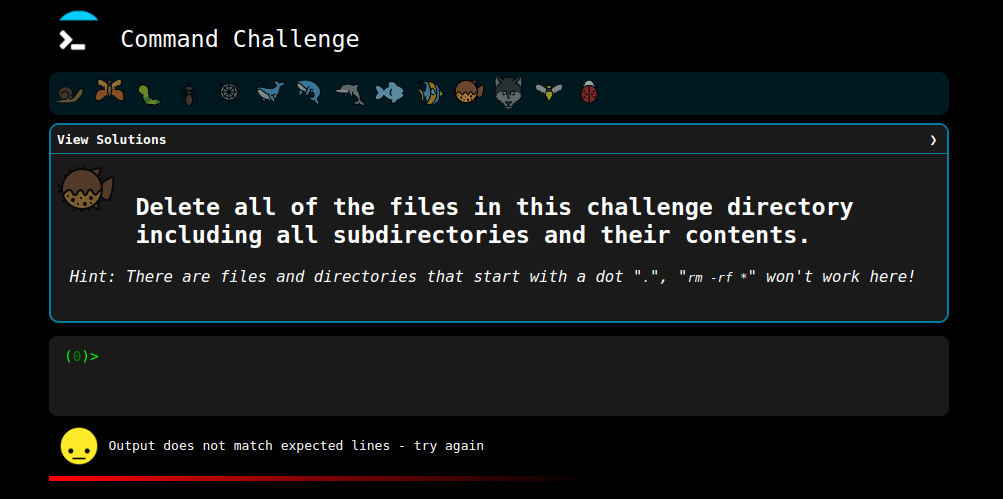 Command Challenge
View Solutions ❯
Delete all of the files in this challenge directory
including all subdirectories and their contents.
Hint: There are files and directories that start with a dot ".", "rm -rf *" won't work here!
(0)>
Output does not match expected lines - try again